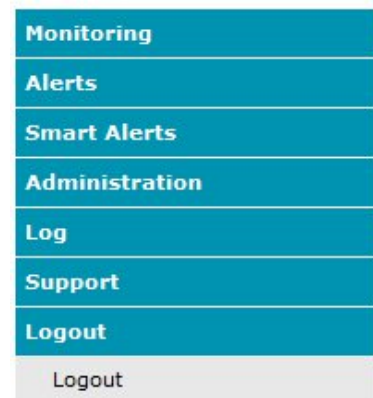 Monitoring
Alerts
Smart Alerts
Administration
Log
Support
Logout
Logout